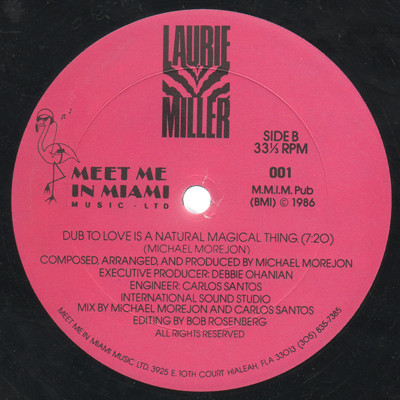 LAURIE
MILLER
SIDE B
33⅓ RPM
MEET ME
IN MIAMI
MUSIC · LTD
001
M.M.I.M. Pub
(BMI) © 1986
DUB TO LOVE IS A NATURAL MAGICAL THING (7:20)
(MICHAEL MOREJON)
COMPOSED, ARRANGED, AND PRODUCED BY MICHAEL MOREJON
EXECUTIVE PRODUCER: DEBBIE OHANIAN
ENGINEER: CARLOS SANTOS
INTERNATIONAL SOUND STUDIO
MIX BY MICHAEL MOREJON AND CARLOS SANTOS
EDITING BY BOB ROSENBERG
ALL RIGHTS RESERVED
MEET ME IN MIAMI MUSIC LTD. 3925 E. 10TH COURT HIALEAH, FLA 33013 (305) 835-7385